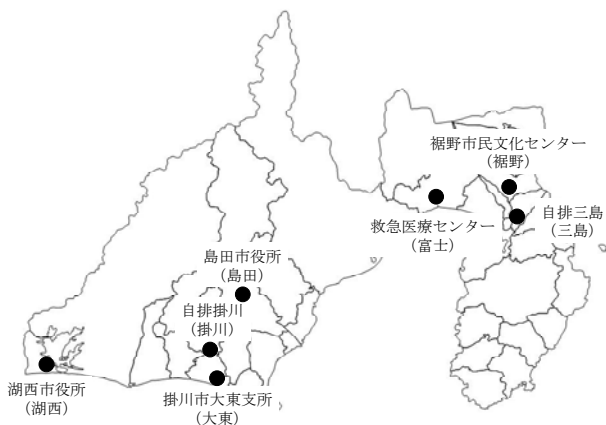 裾野市民文化センター
（裾野）
救急医療センター
（富士）
自排三島
（三島）
島田市役所
（島田）
自排掛川
（掛川）
湖西市役所
（湖西）
掛川市大東支所
（大東）